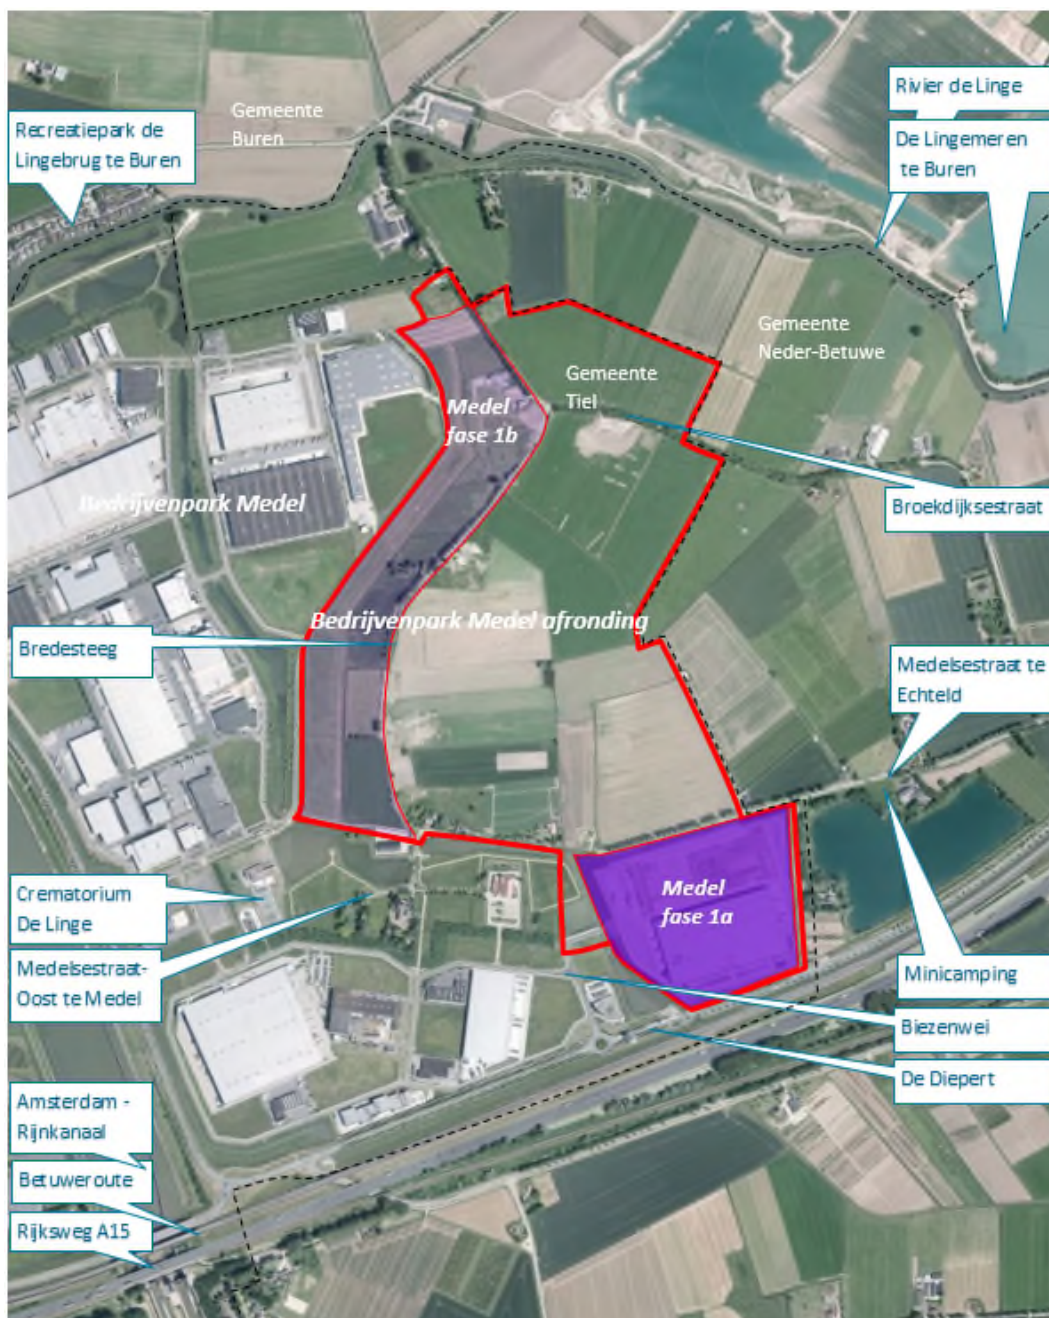 Gemeente
Buren
Recreatiepark de
Lingebrug te Buren
Rivier de Linge
De Lingemeren
te Buren
Gemeente
Neder-Betuwe
Gemeente
Tiel
Medel
fase 1b
Bedrijvenpark Medel
Broekdijksestraat
Bedrijvenpark Medel afronding
Bredesteeg
Medelsestraat te
Echteld
Medel
fase 1a
Crematorium
De Linge
Medelsestraat-
Oost te Medel
Minicamping
Biezenwei
De Diepert
Amsterdam -
Rijnkanaal
Betuweroute
Rijksweg A15